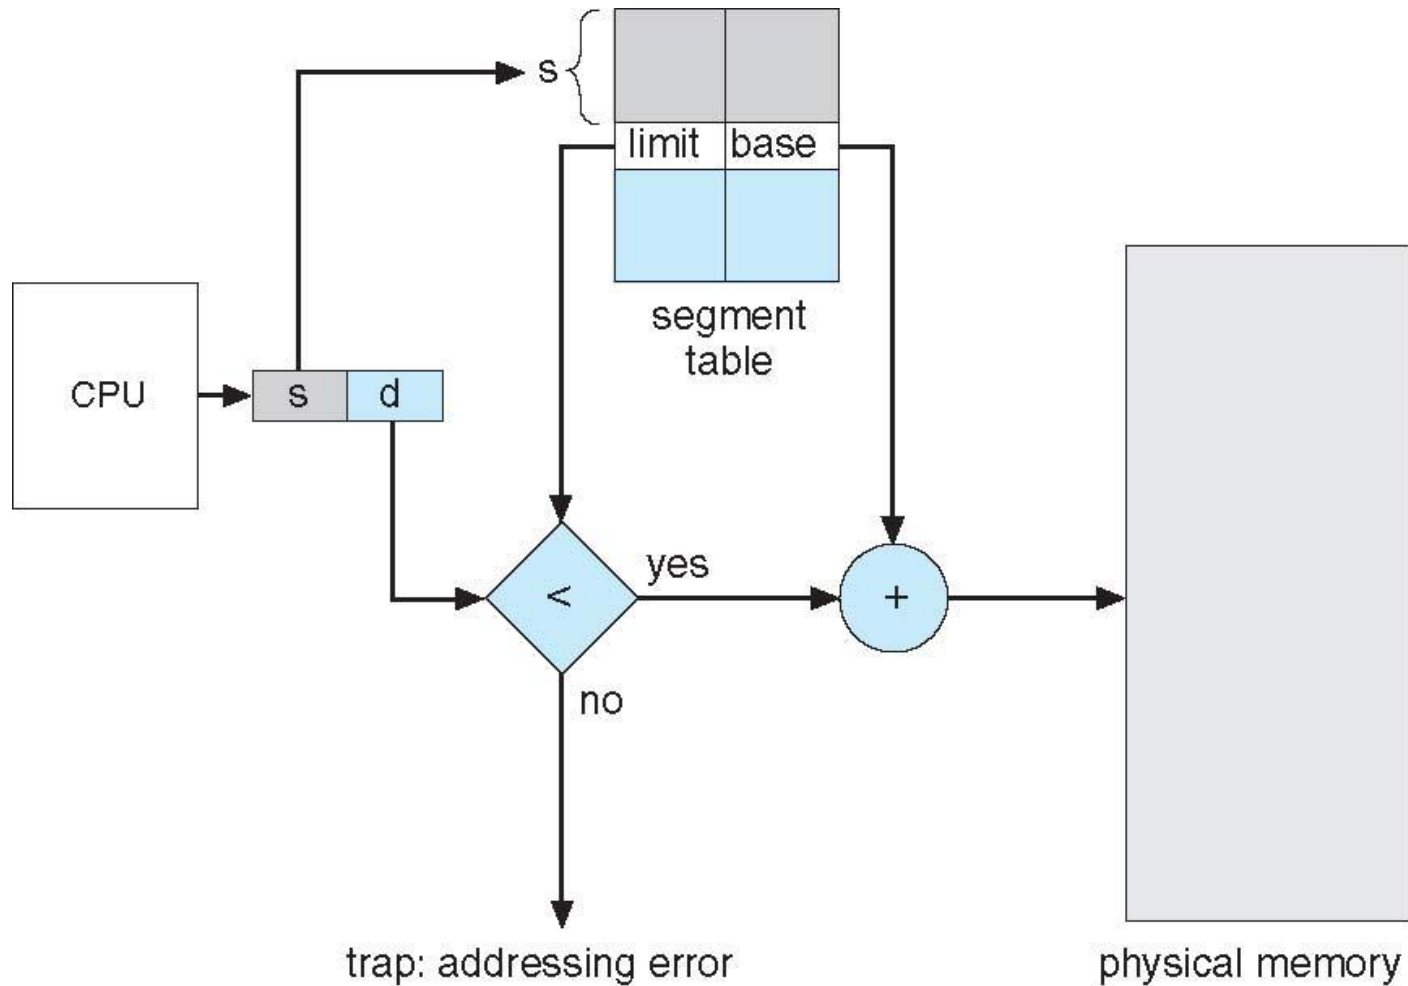 s
limit base
segment
table
CPU
s d
yes
<
+
no
trap: addressing error
physical memory